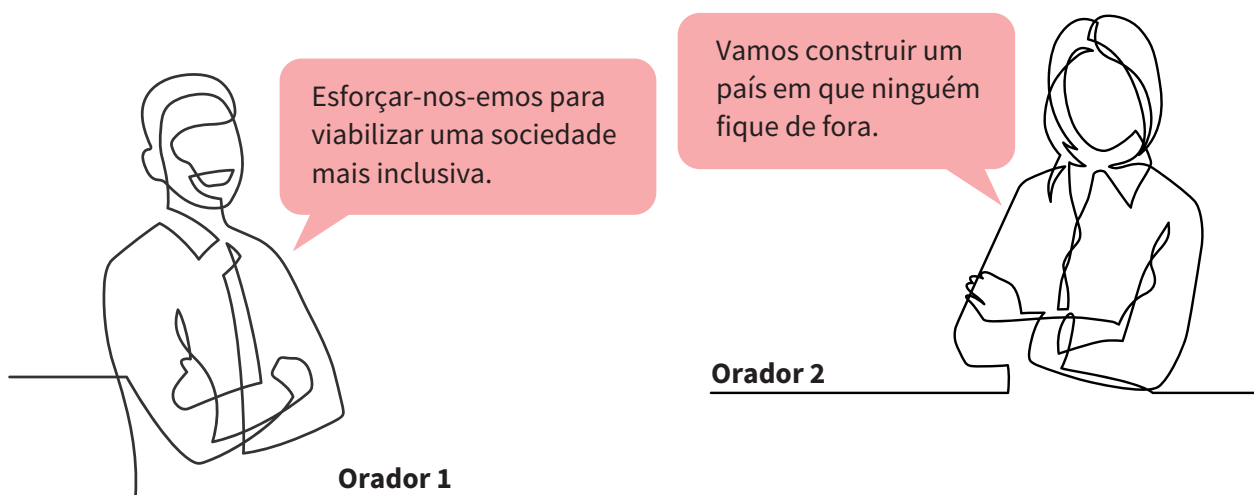 Esforçar-nos-emos para
viabilizar uma sociedade
mais inclusiva.
Orador 1
Vamos construir um
país em que ninguém
fique de fora.
Orador 2